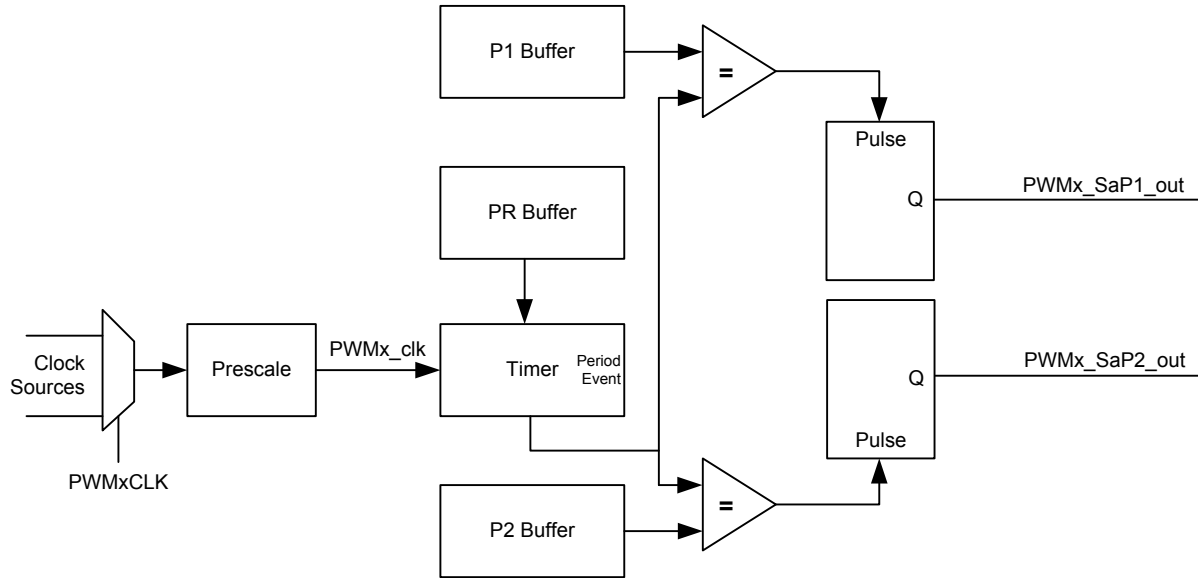 P1 Buffer
=
Pulse
Q
PWMx_SaP1_out
PR Buffer
Clock
Sources
PWMxCLK
Prescale
PWMx_clk
Timer
Period
Event
Q
PWMx_SaP2_out
Pulse
P2 Buffer
=